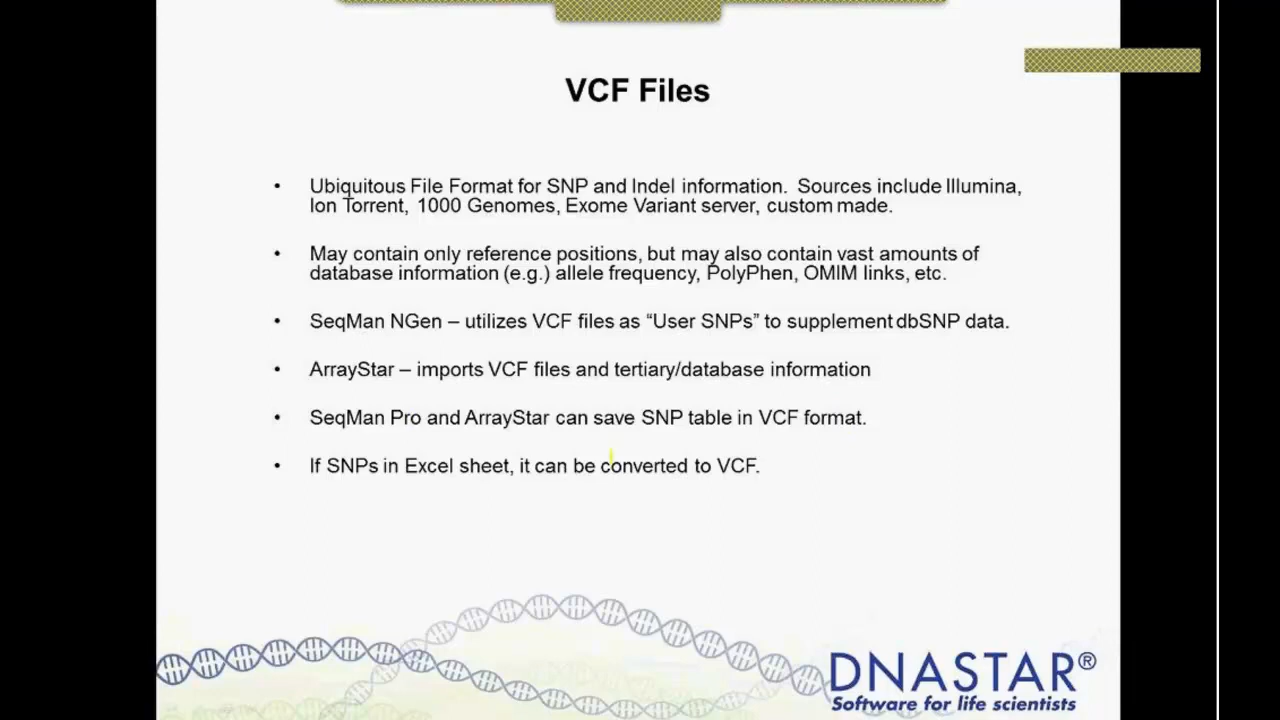 VCF Files
• Ubiquitous File Format for SNP and Indel information. Sources include Illumina,
Ion Torrent, 1000 Genomes, Exome Variant server, custom made.
• May contain only reference positions, but may also contain vast amounts of
database information (e.g.) allele frequency, PolyPhen, OMIM links, etc.
• SeqMan NGen – utilizes VCF files as “User SNPs” to supplement dbSNP data.
• ArrayStar – imports VCF files and tertiary/database information
• SeqMan Pro and ArrayStar can save SNP table in VCF format.
• If SNPs in Excel sheet, it can be converted to VCF.
DNASTAR®
Software for life scientists